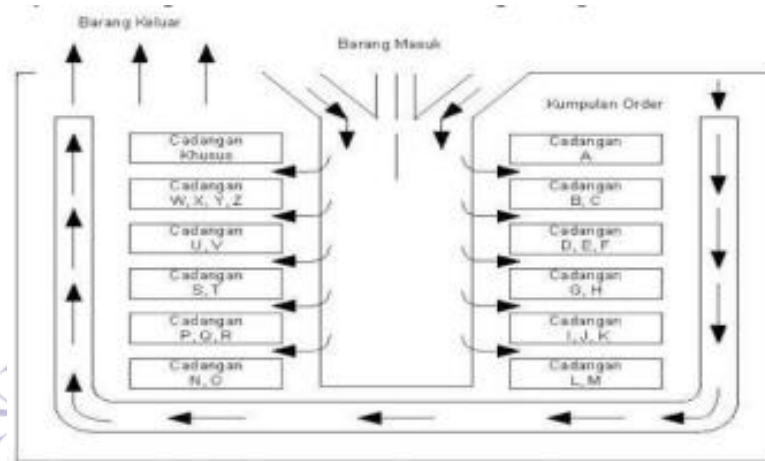 Barang Keluar
Barang Masuk
Kumpulan Order
Cadangan
Khusus
Cadangan
W, X, Y, Z
Cadangan
U, V
Cadangan
S, T
Cadangan
P, Q, R
Cadangan
N, O
Cadangan
A
Cadangan
B, C
Cadangan
D, E, F
Cadangan
G, H
Cadangan
I, J, K
Cadangan
L, M